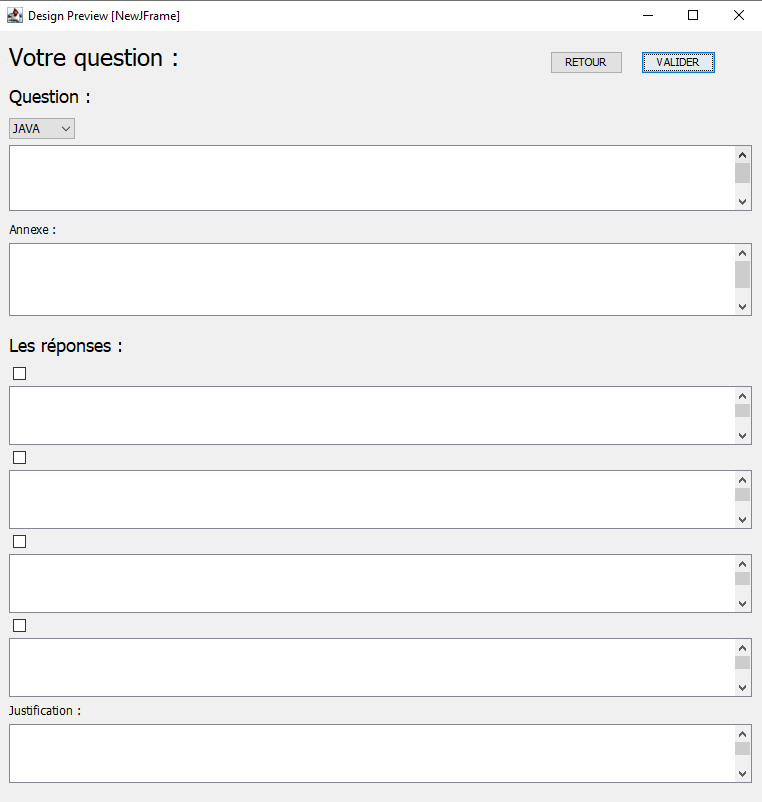 Design Preview [NewJFrame]
Votre question :
RETOUR
VALIDER
Question :
JAVA
Annexe :
Les réponses :
Justification :